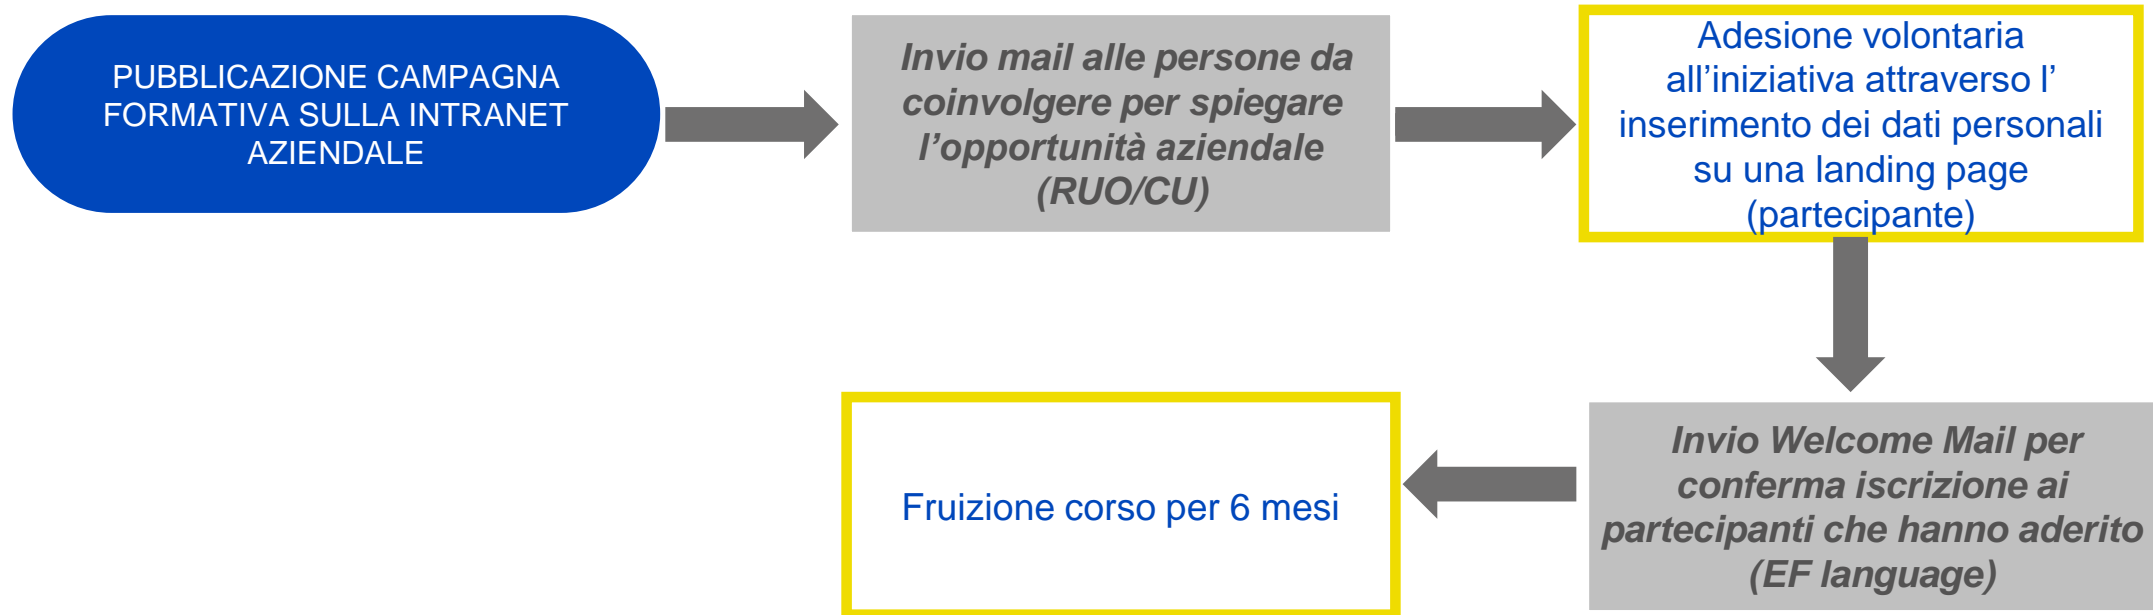 PUBBLICAZIONE CAMPAGNA
FORMATIVA SULLA INTRANET
AZIENDALE
Invio mail alle persone da
coinvolgere per spiegare
l’opportunità aziendale
(RUO/CU)
Adesione volontaria
all’iniziativa attraverso l’
inserimento dei dati personali
su una landing page
(partecipante)
Invio Welcome Mail per
conferma iscrizione ai
partecipanti che hanno aderito
(EF language)
Fruizione corso per 6 mesi